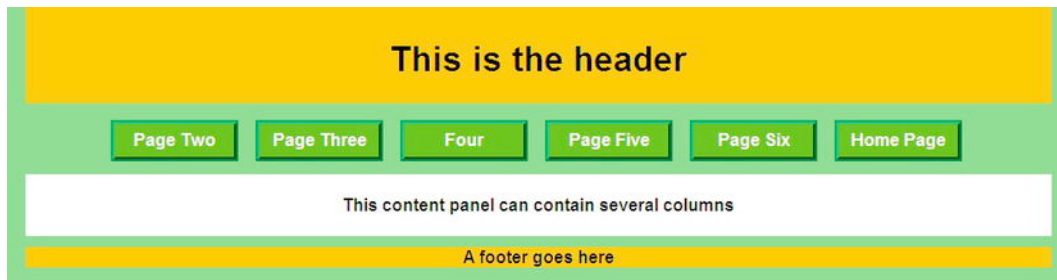 This is the header
Page Two Page Three Four Page Five Page Six Home Page
This content panel can contain several columns
A footer goes here